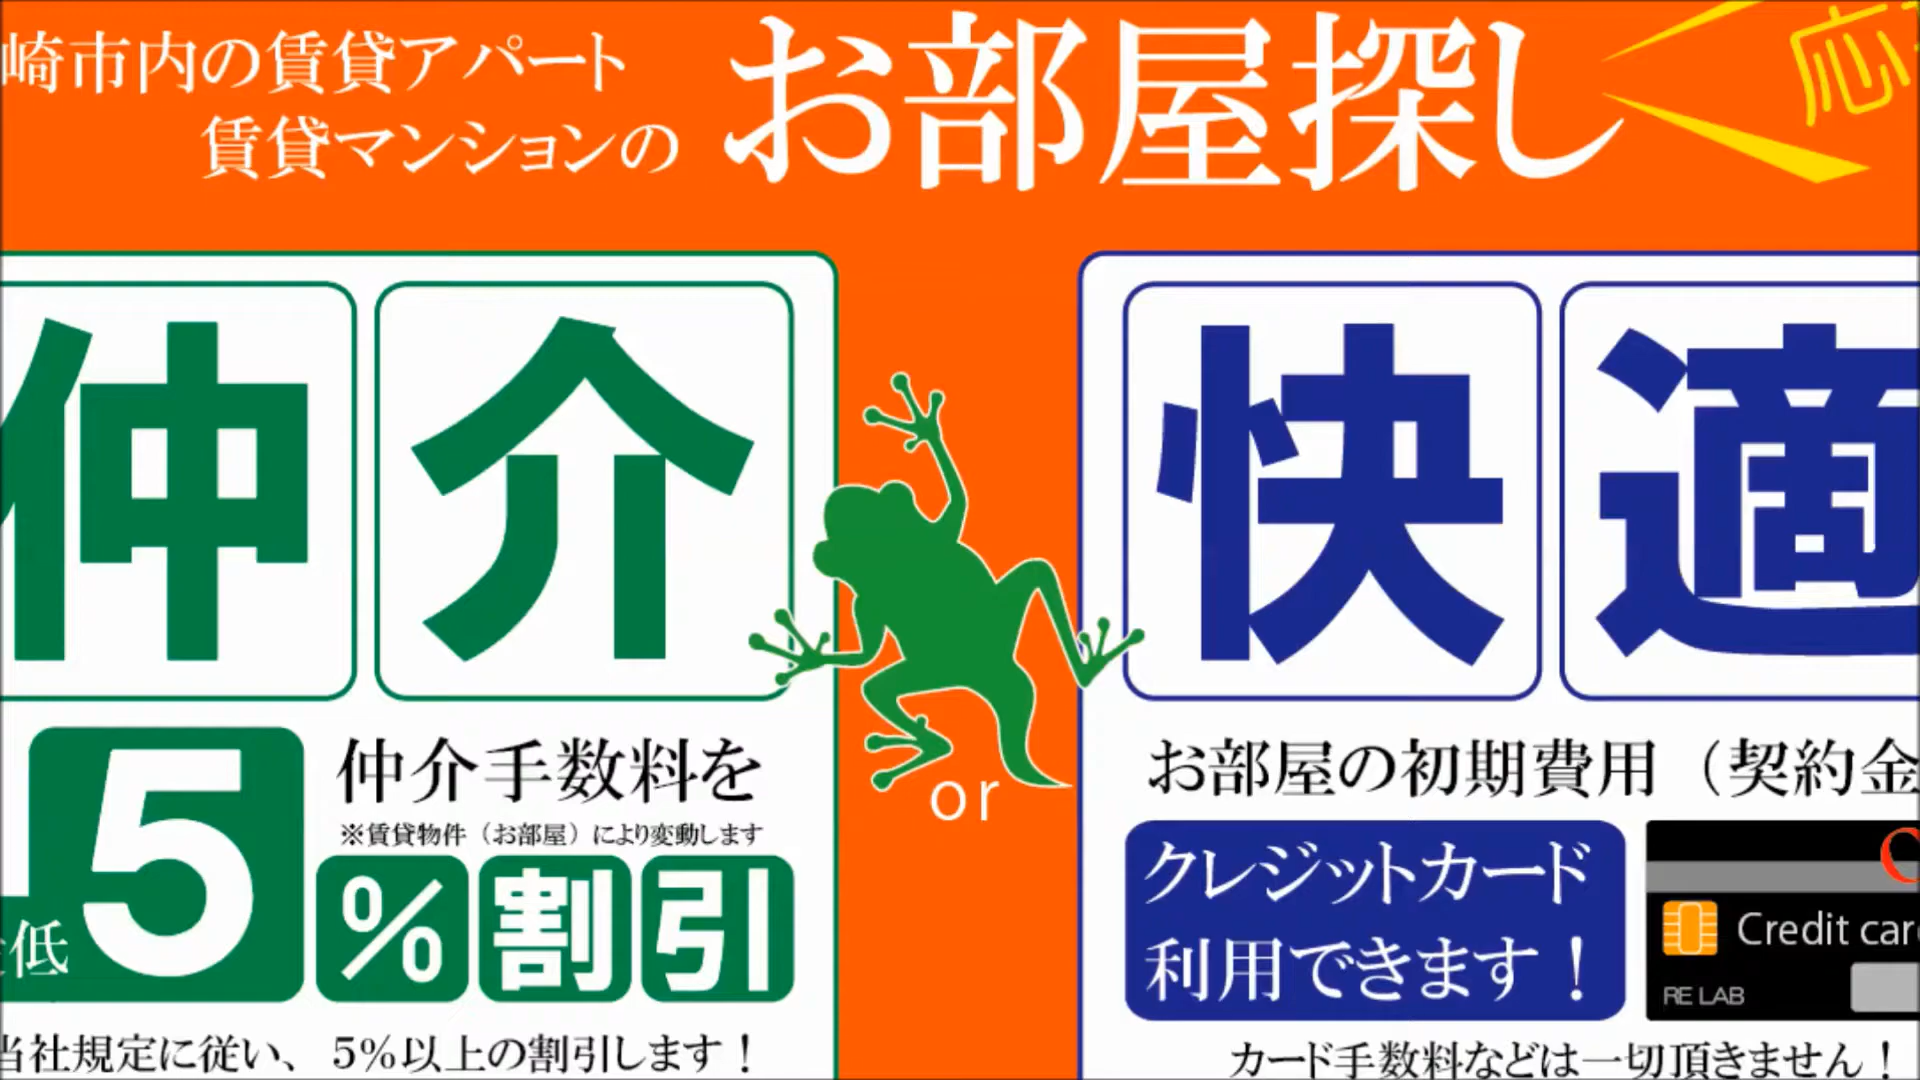 崎市内の賃貸アパート
賃貸マンションの
お部屋探し
応
仲介
快適
5
低
仲介手数料を
※賃貸物件（お部屋）により変動します
%割引
当社規定に従い、5%以上の割引します！
or
お部屋の初期費用（契約金
クレジットカード
利用できます！
Credit card
RE LAB
カード手数料などは一切頂きません！